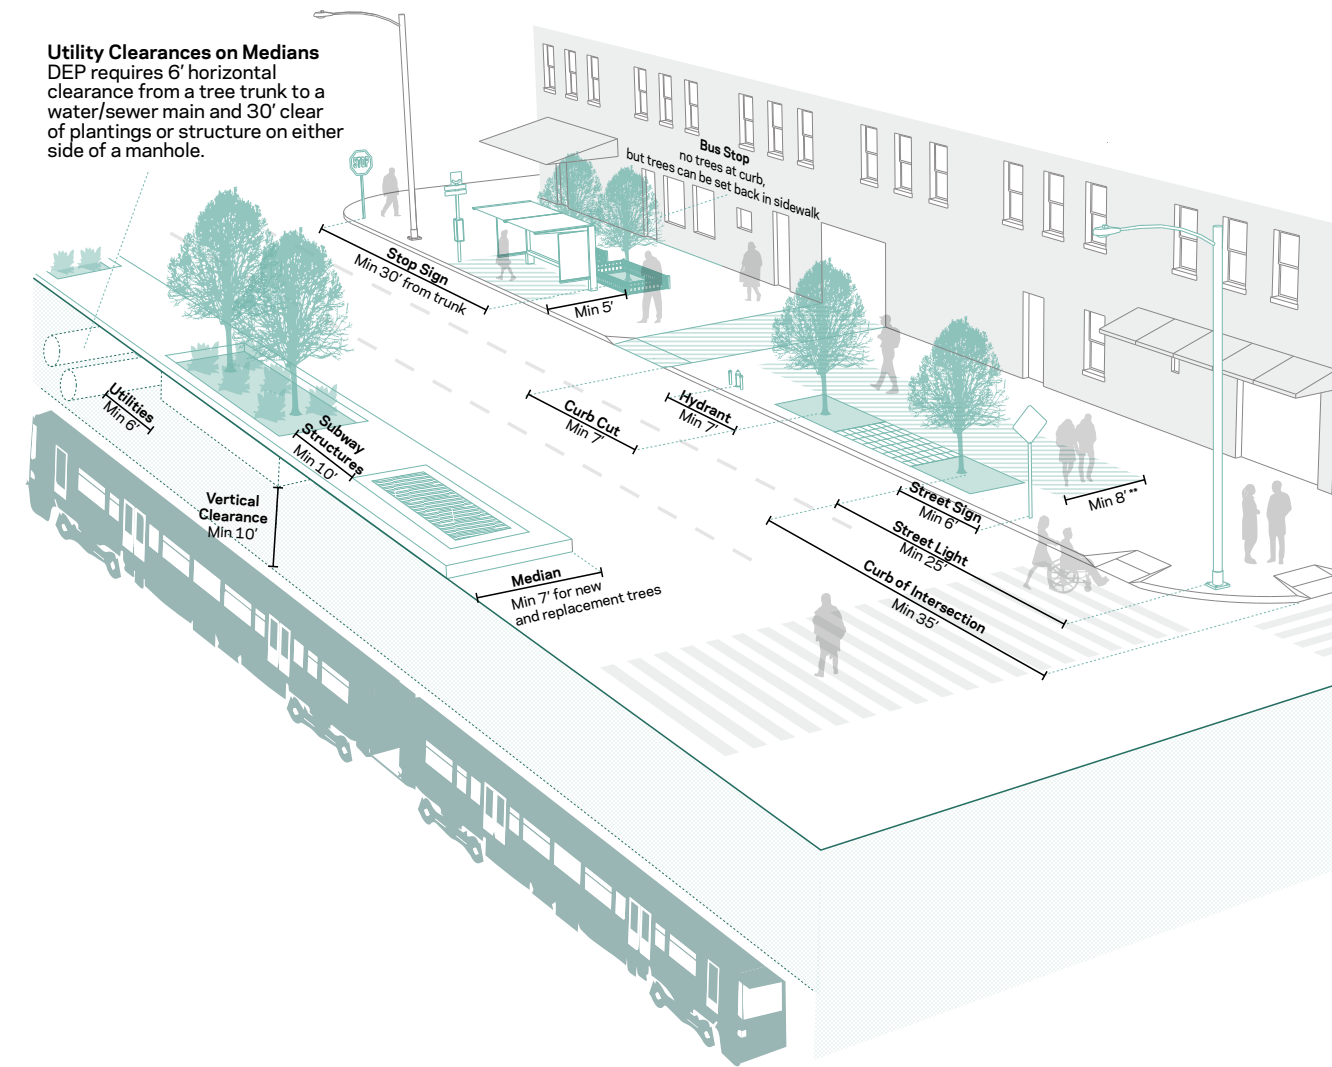 Utility Clearances on Medians
DEP requires 6′ horizontal
clearance from a tree trunk to a
water/sewer main and 30′ clear
of plantings or structure on either
side of a manhole.
STOP
Bus Stop
no trees at curb,
but trees can be set back in sidewalk
Stop Sign
Min 30′ from trunk
Min 5′
Utilities
Min 6′
Subway
Structures
Min 10′
Curb Cut
Min 7′
Hydrant
Min 7′
Vertical
Clearance
Min 10′
Street Sign
Min 6′
Min 8′**
Street Light
Min 25′
Curb of Intersection
Min 35′
Median
Min 7′ for new
and replacement trees